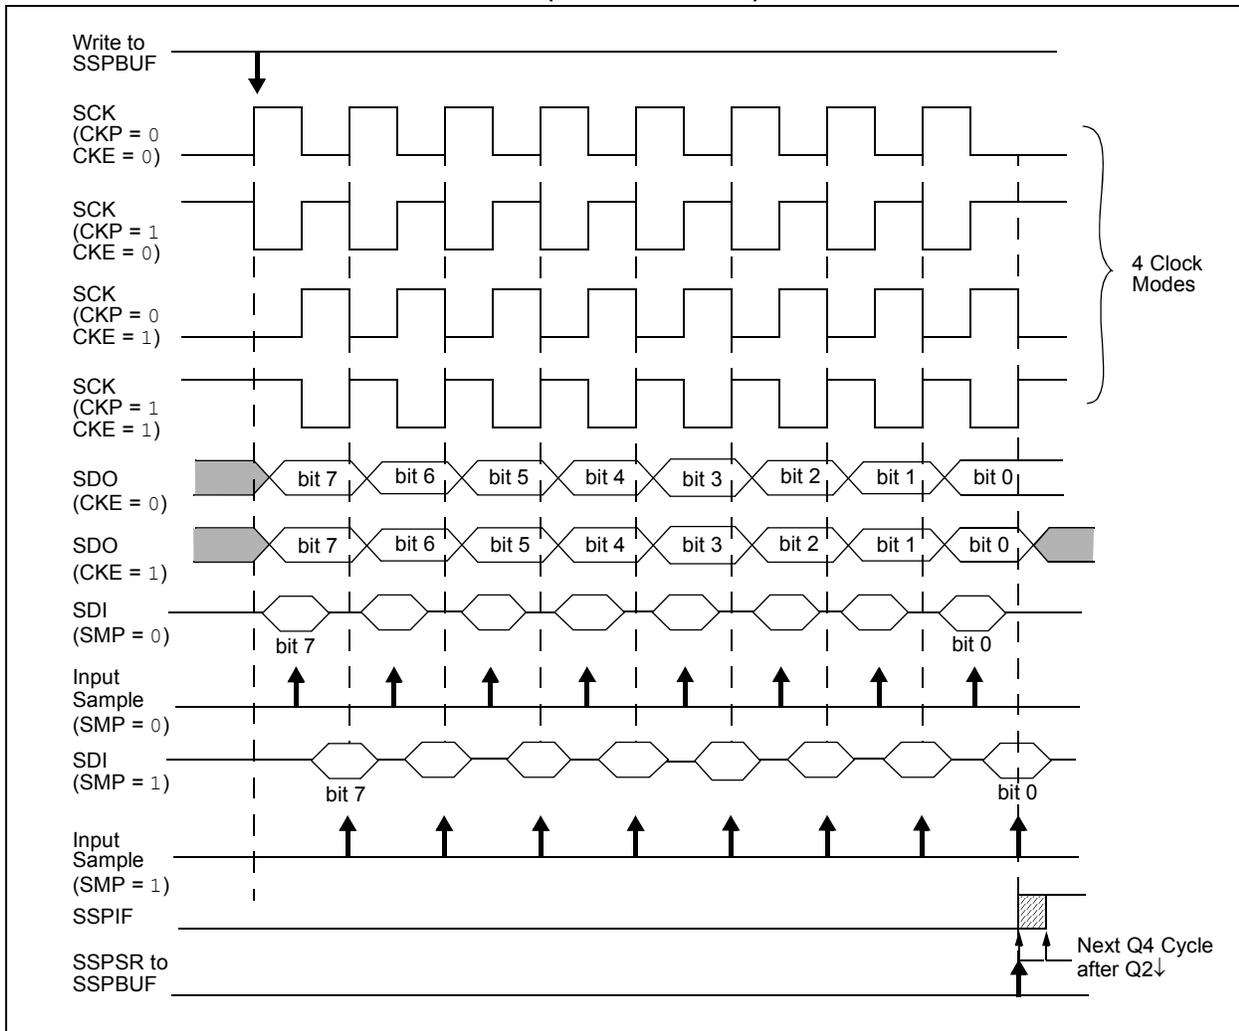 Write to
SSPBUF
SCK
(CKP = 0
CKE = 0)
SCK
(CKP = 1
CKE = 0)
SCK
(CKP = 0
CKE = 1)
SCK
(CKP = 1
CKE = 1)
4 Clock
Modes
SDO
(CKE = 0)
bit 7 bit 6 bit 5 bit 4 bit 3 bit 2 bit 1 bit 0
SDO
(CKE = 1)
bit 7 bit 6 bit 5 bit 4 bit 3 bit 2 bit 1 bit 0
SDI
(SMP = 0)
bit 7 bit 0
Input
Sample
(SMP = 0)
SDI
(SMP = 1)
bit 7 bit 0
Input
Sample
(SMP = 1)
SSPIF
SSPSR to
SSPBUF
Next Q4 Cycle
after Q2↓